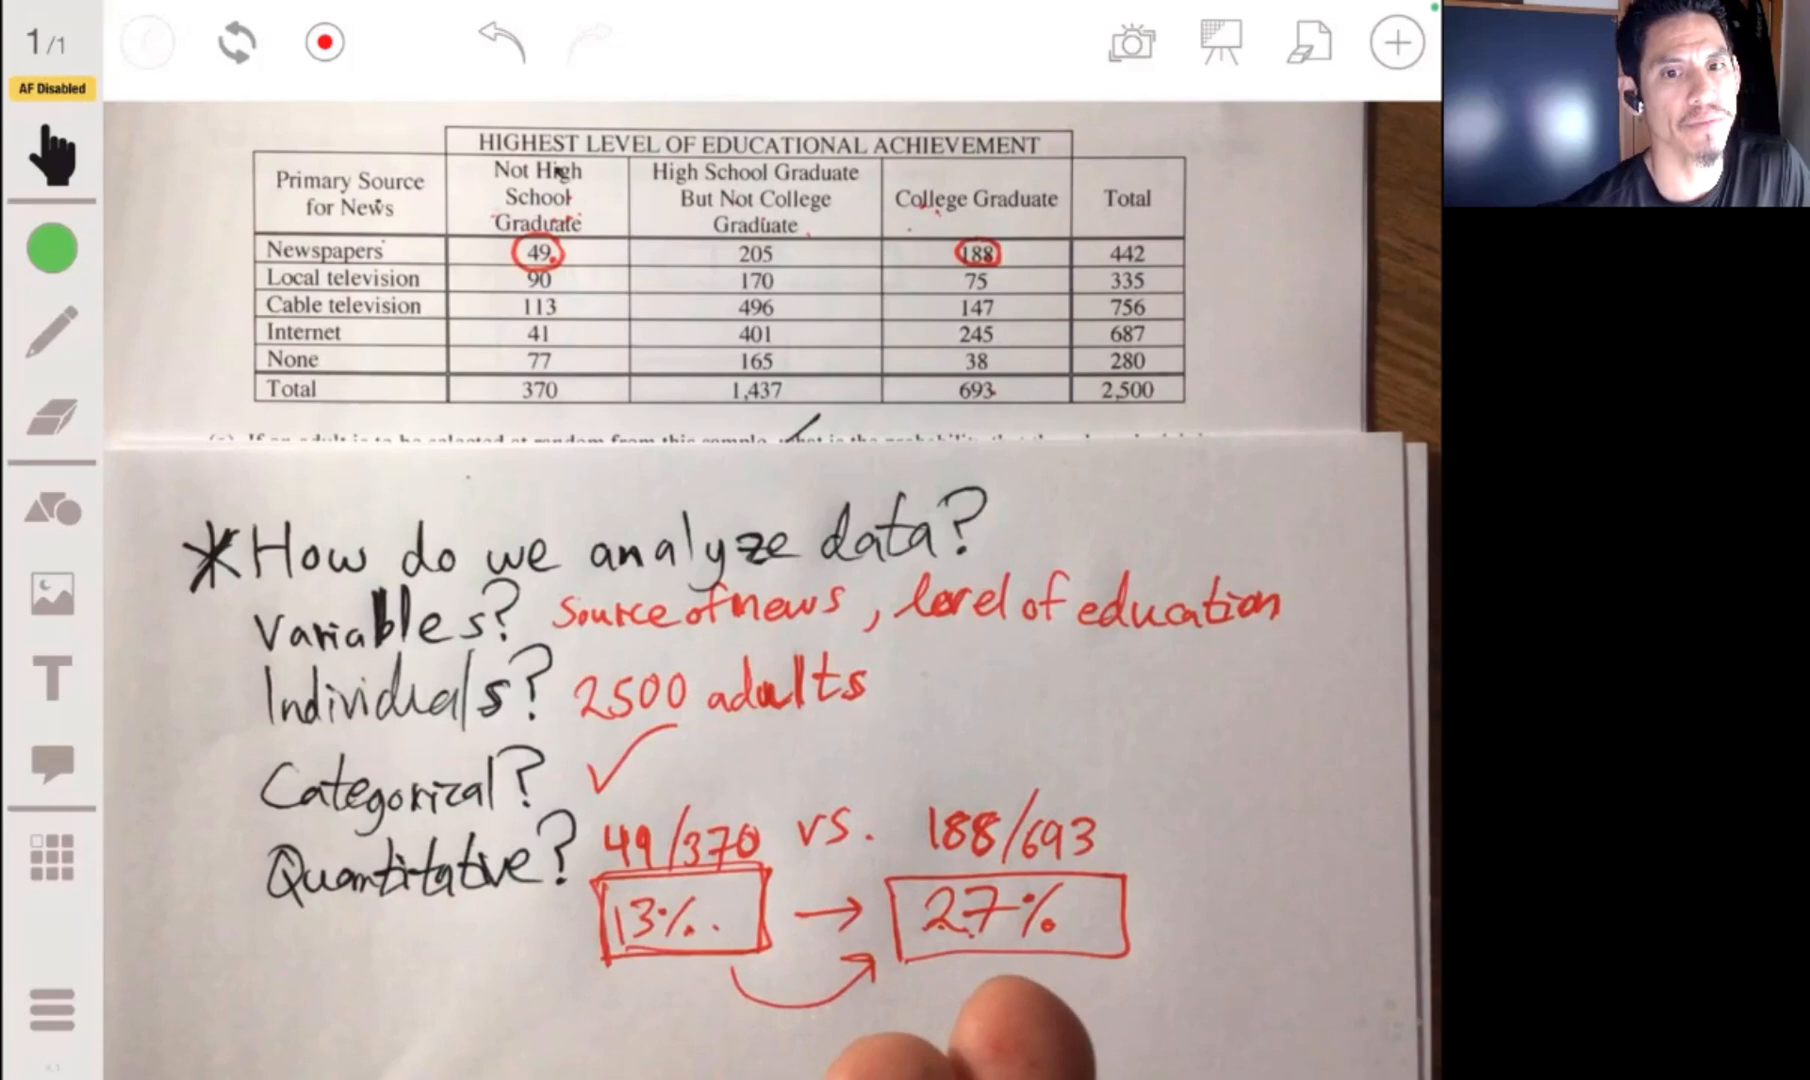 1/1
AF Disabled
HIGHEST LEVEL OF EDUCATIONAL ACHIEVEMENT
Primary Source for News | Not High School Graduate | High School Graduate But Not College Graduate | College Graduate | Total
Newspapers 49 205 188 442
Local television 90 170 75 335
Cable television 113 496 147 756
Internet 41 401 245 687
None 77 165 38 280
Total 370 1,437 693 2,500
*How do we analyze data?
Variables? Source of news, level of education
Individuals? 2500 adults
Categorical? ✓
Quantitative? 49/370 vs. 188/693
13%. → 27%
T